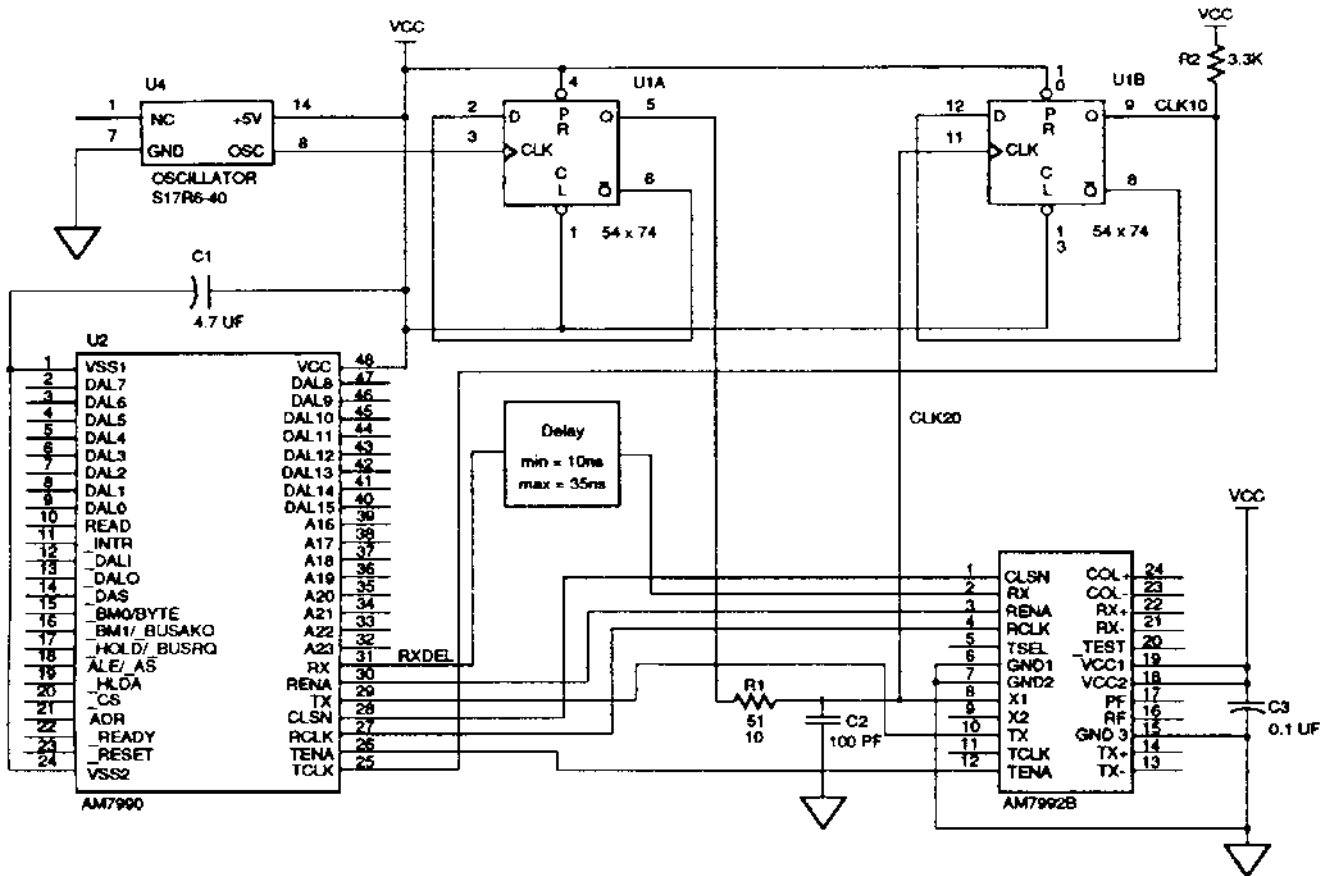 VCC
U4
1 NC +5V 14
7 GND OSC 8
OSCILLATOR
S17R6-40
U1A
4
2 D PR Q 5
3 CLK
CL Q 6
1
54 x 74
U1B
10
12 D PR Q 9 CLK10
11 CLK
CL Q 8
13
54 x 74
VCC
R2 3.3K
C1
4.7 UF
U2
1 VSS1 VCC 48
2 DAL7 DAL8 47
3 DAL6 DAL9 46
4 DAL5 DAL10 45
5 DAL4 DAL11 44
6 DAL3 DAL12 43
7 DAL2 DAL13 42
8 DAL1 DAL14 41
9 DAL0 DAL15 40
10 READ A16 39
11 _INTR A17 38
12 _DALI A18 37
13 _DALO A19 36
14 _DAS A20 35
15 _BM0/BYTE A21 34
16 _BM1/_BUSAKO A22 33
17 _HOLD/_BUSRQ A23 32
18 ALE/_AS RX 31 RXDEL
19 _HLDA RENA 30
20 _CS TX 29
21 ADR CLSN 28
22 _READY RCLK 27
23 _RESET TENA 26
24 VSS2 TCLK 25
AM7990
Delay
min = 10ns
max = 35ns
CLK20
R1
51
10
C2
100 PF
VCC
1 CLSN COL+ 24
2 RX COL- 23
3 RENA RX+ 22
4 RCLK RX- 21
5 TSEL _TEST 20
6 GND1 VCC1 19
7 GND2 VCC2 18
8 X1 PF 17
9 X2 RF 16
10 TX GND 3 15
11 TCLK TX+ 14
12 TENA TX- 13
AM7992B
C3
0.1 UF